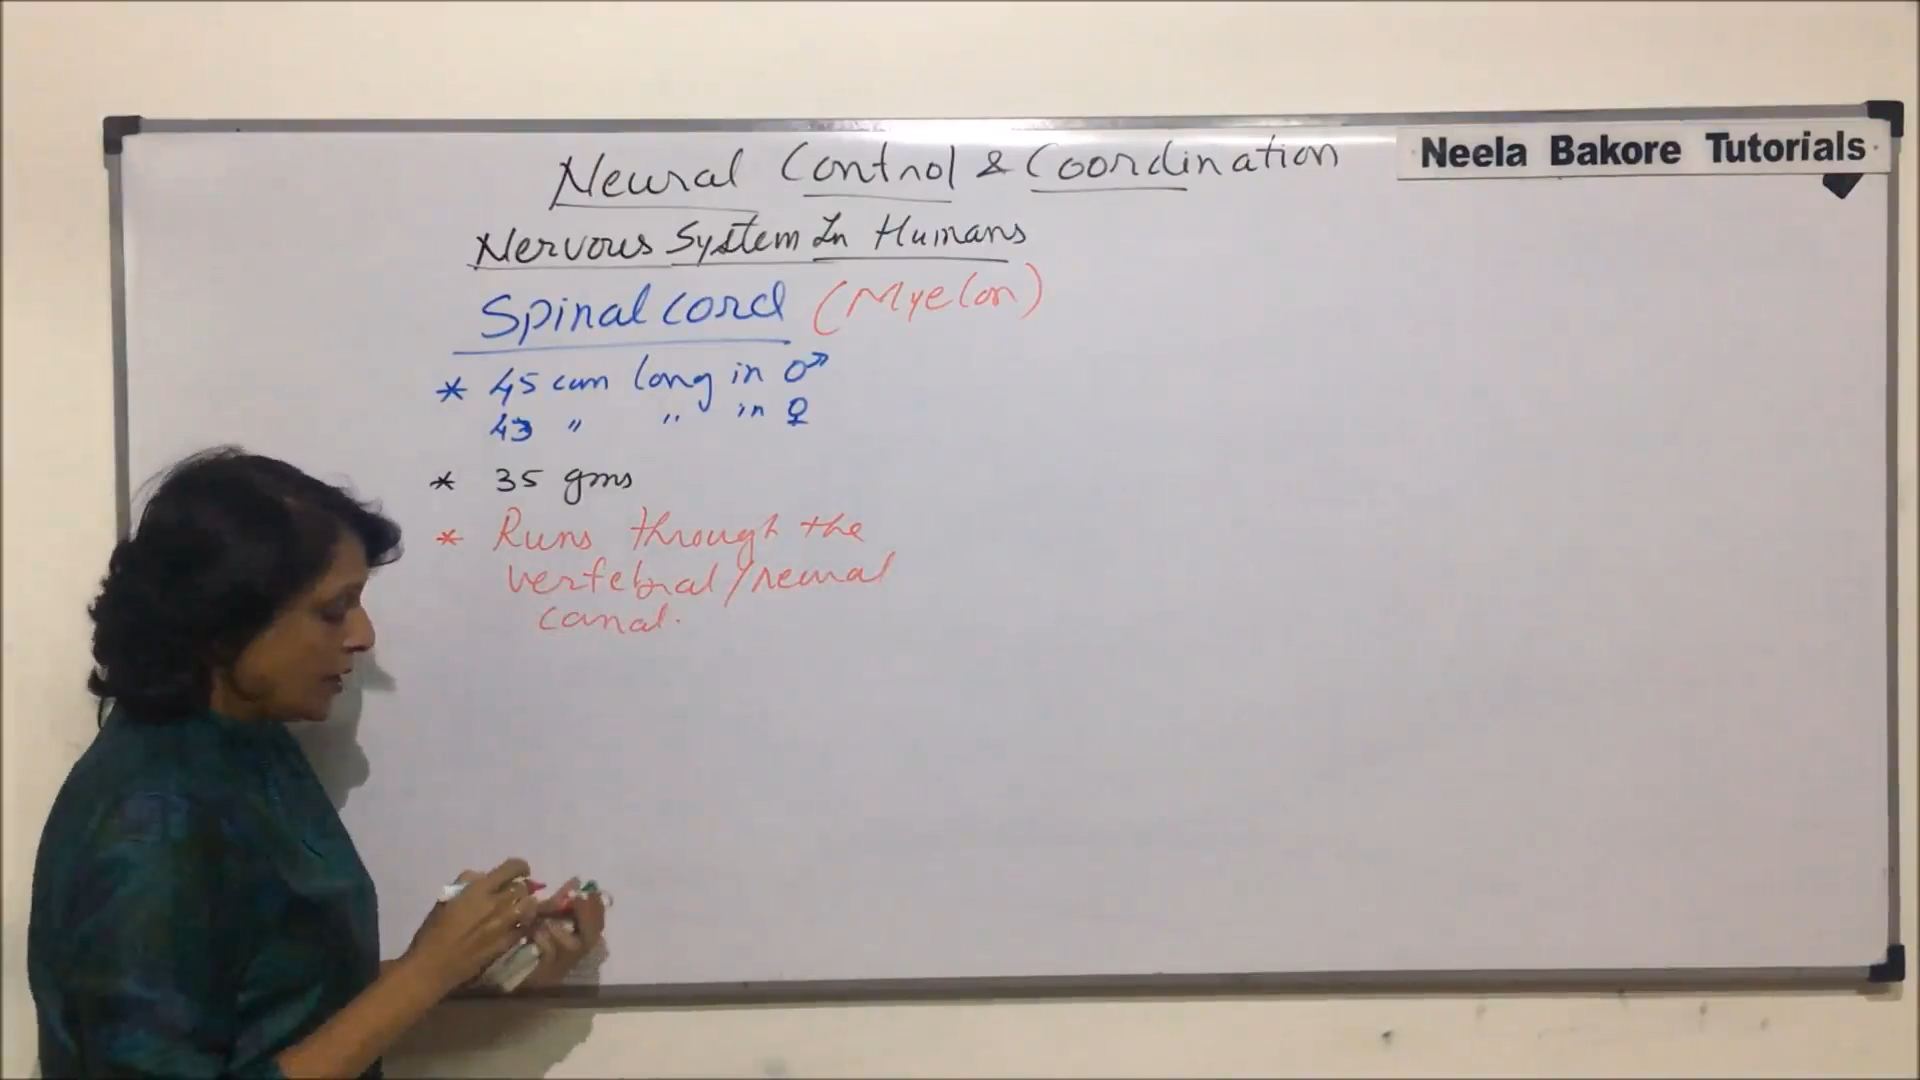 Neural Control & Coordination
Neela Bakore Tutorials
Nervous System In Humans
Spinal cord (Myelon)
* 45 cm long in ♂
43 " " in ♀
* 35 gms
* Runs through the
vertebral/neural
canal.